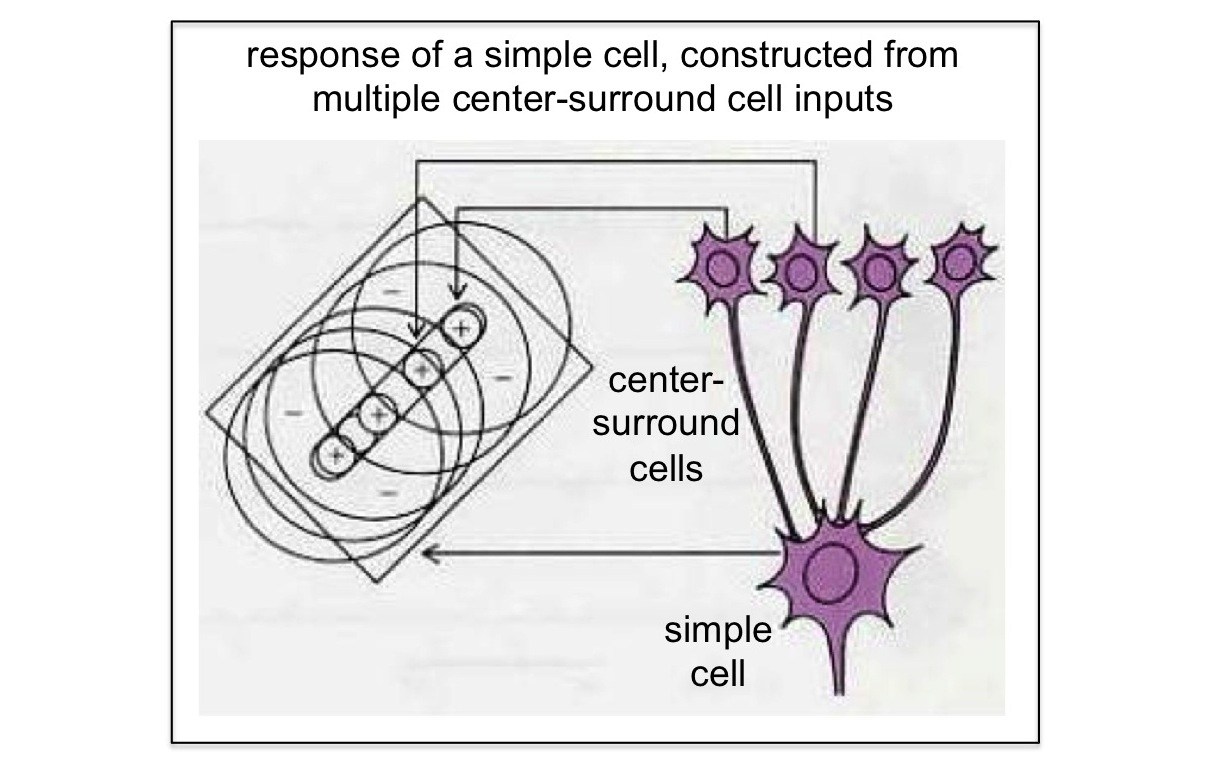 response of a simple cell, constructed from
multiple center-surround cell inputs
−
+
+
−
center-
surround
cells
−
+
+
−
simple
cell